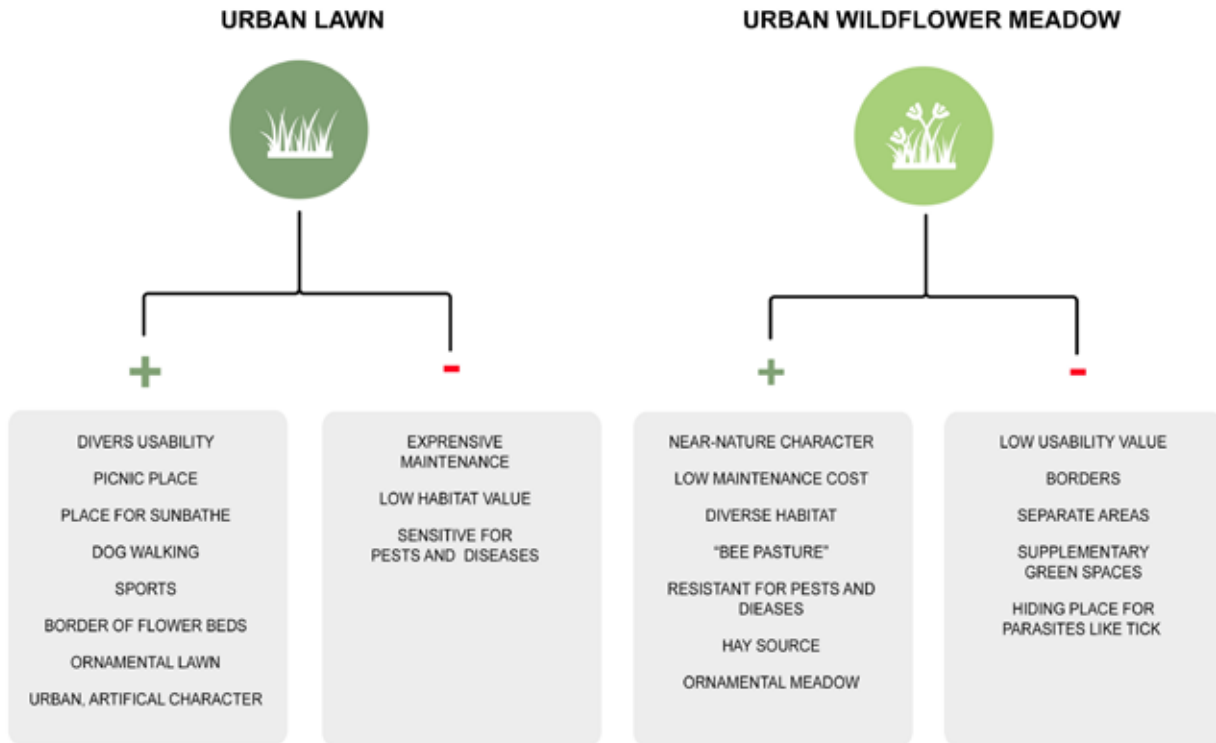 URBAN LAWN
URBAN WILDFLOWER MEADOW
+
-
+
-
DIVERS USABILITY
PICNIC PLACE
PLACE FOR SUNBATHE
DOG WALKING
SPORTS
BORDER OF FLOWER BEDS
ORNAMENTAL LAWN
URBAN, ARTIFICAL CHARACTER
EXPRENSIVE
MAINTENANCE
LOW HABITAT VALUE
SENSITIVE FOR
PESTS AND DISEASES
NEAR-NATURE CHARACTER
LOW MAINTENANCE COST
DIVERSE HABITAT
“BEE PASTURE”
RESISTANT FOR PESTS AND
DIEASES
HAY SOURCE
ORNAMENTAL MEADOW
LOW USABILITY VALUE
BORDERS
SEPARATE AREAS
SUPPLEMENTARY
GREEN SPACES
HIDING PLACE FOR
PARASITES LIKE TICK